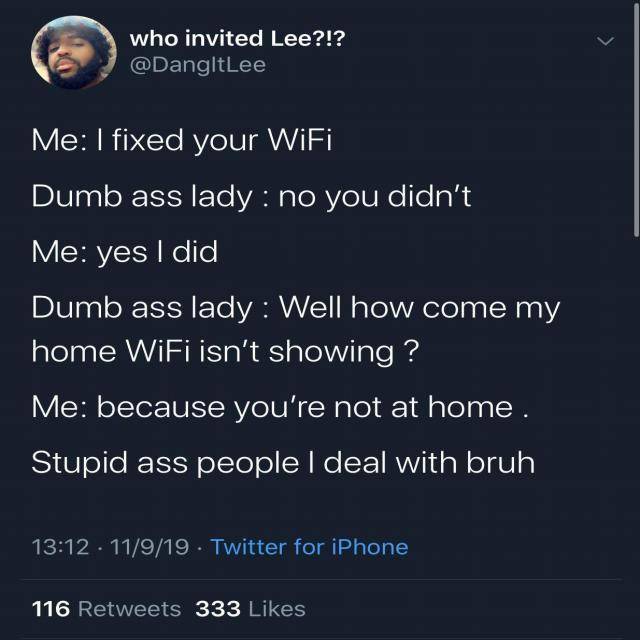 who invited Lee?!?
@DangItLee
Me: I fixed your WiFi
Dumb ass lady : no you didn't
Me: yes I did
Dumb ass lady : Well how come my
home WiFi isn't showing ?
Me: because you're not at home .
Stupid ass people I deal with bruh
13:12 · 11/9/19 · Twitter for iPhone
116 Retweets 333 Likes